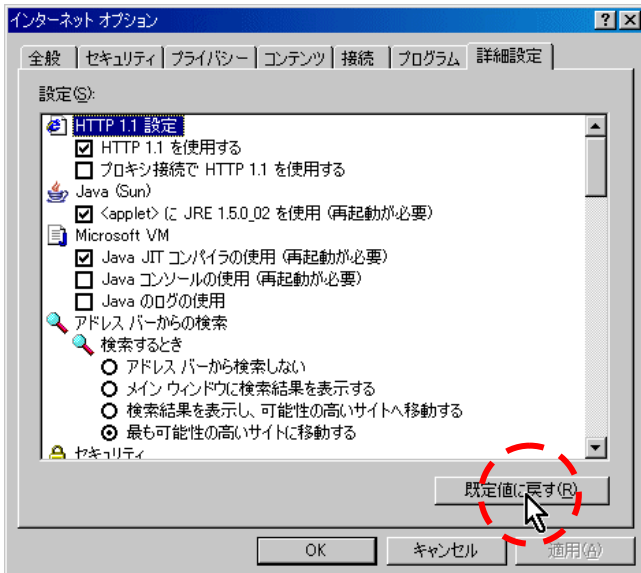 インターネット オプション
全般 セキュリティ プライバシー コンテンツ 接続 プログラム 詳細設定
設定(S):
HTTP 1.1 設定
HTTP 1.1 を使用する
プロキシ接続で HTTP 1.1 を使用する
Java (Sun)
<applet> に JRE 1.5.0_02 を使用 (再起動が必要)
Microsoft VM
Java JIT コンパイラの使用 (再起動が必要)
Java コンソールの使用 (再起動が必要)
Java のログの使用
アドレス バーからの検索
検索するとき
アドレス バーから検索しない
メイン ウィンドウに検索結果を表示する
検索結果を表示し、可能性の高いサイトへ移動する
最も可能性の高いサイトに移動する
セキュリティ
既定値に戻す(R)
OK キャンセル 適用(A)